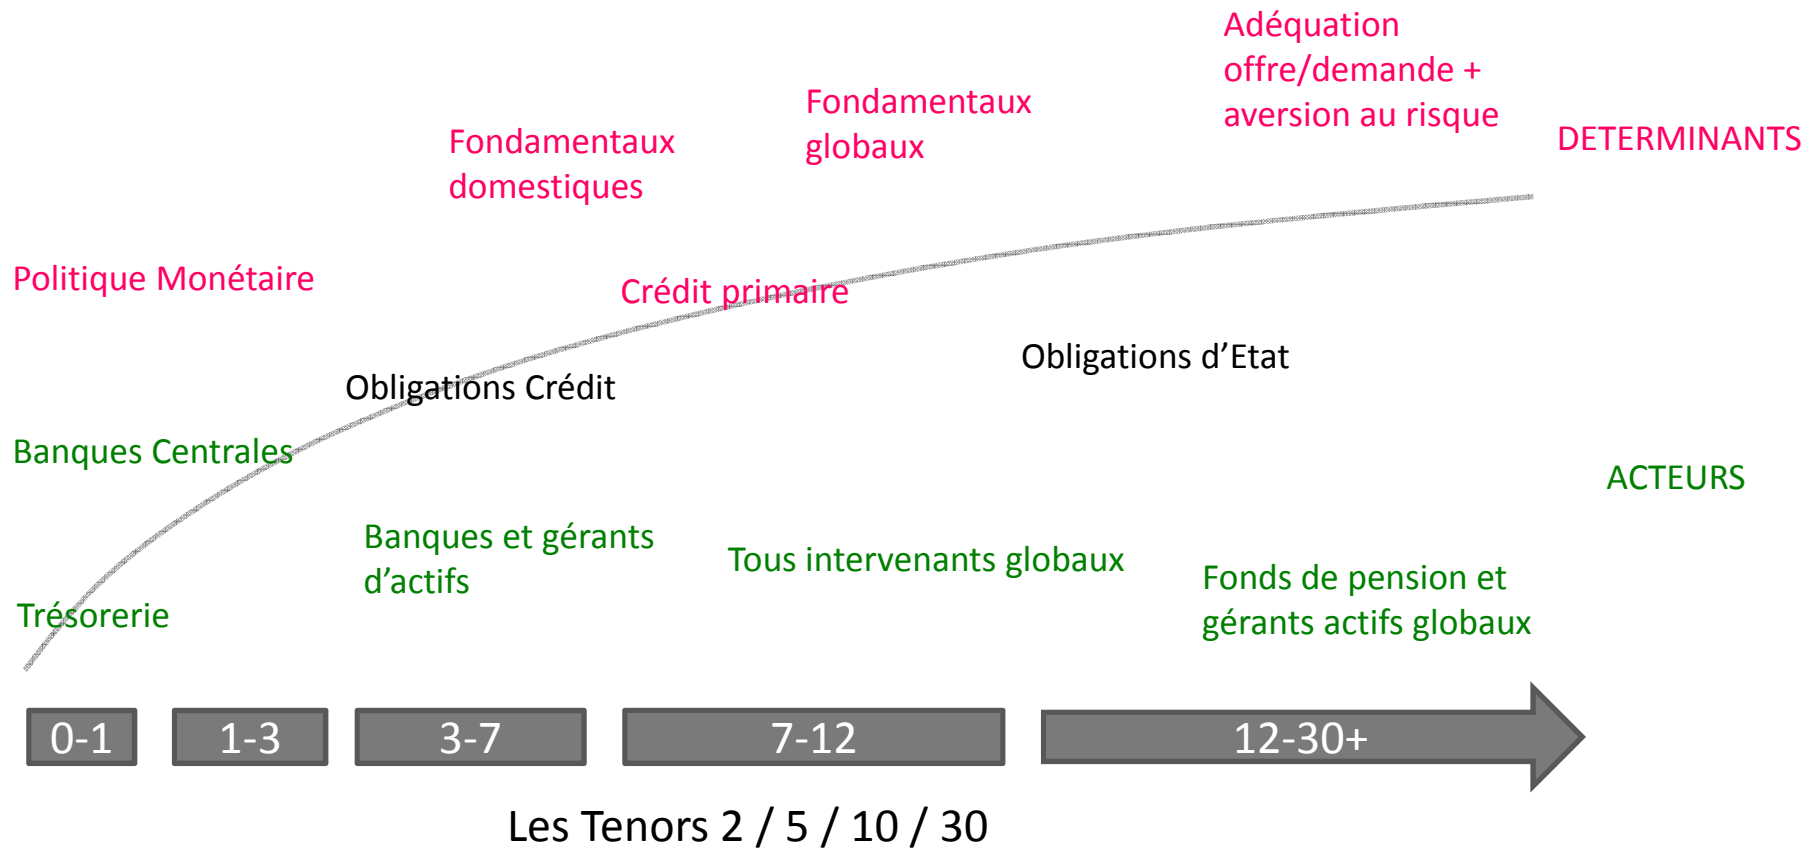 Adéquation
offre/demande +
aversion au risque
Fondamentaux
globaux
Fondamentaux
domestiques
DETERMINANTS
Politique Monétaire
Crédit primaire
Obligations d’Etat
Obligations Crédit
Banques Centrales
ACTEURS
Banques et gérants
d’actifs
Tous intervenants globaux
Fonds de pension et
gérants actifs globaux
Trésorerie
0-1 1-3 3-7 7-12 12-30+
Les Tenors 2 / 5 / 10 / 30